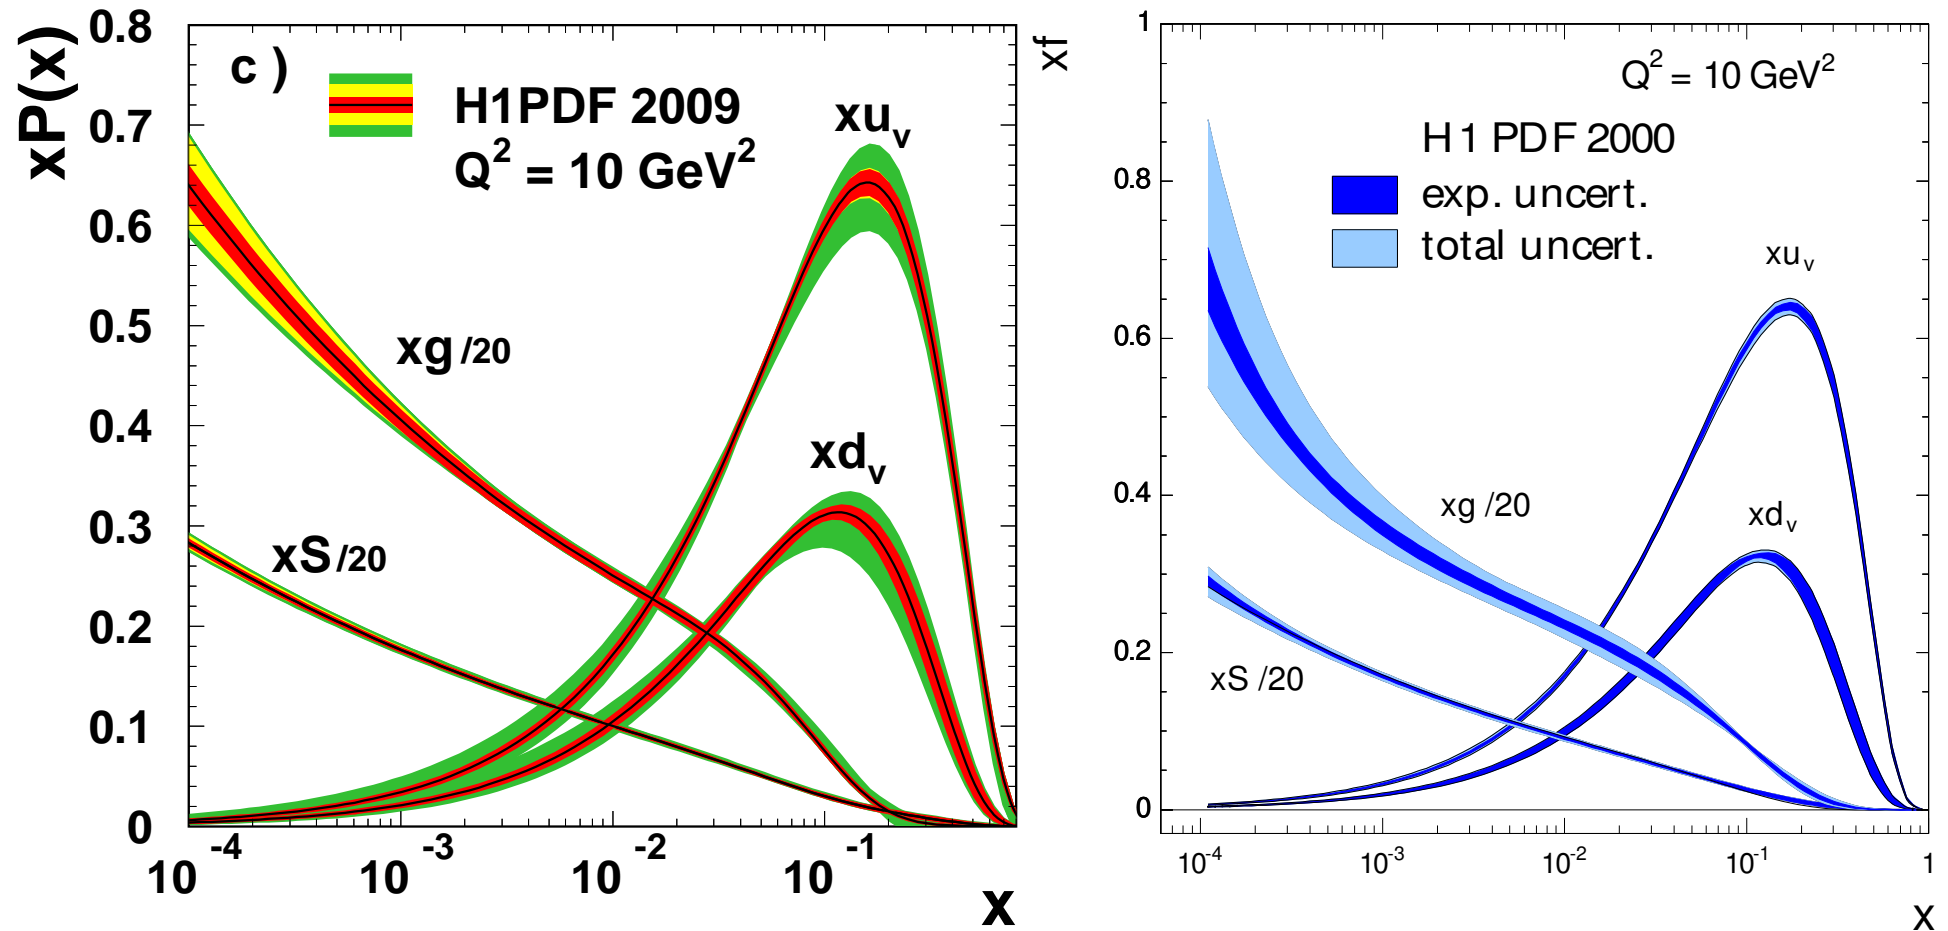 xP(x)
0.8
0.7
0.6
0.5
0.4
0.3
0.2
0.1
0
c )
H1PDF 2009
Q² = 10 GeV²
xuᵥ
xg /20
xdᵥ
xS /20
10⁻⁴
10⁻³
10⁻²
10⁻¹
x
xf
1
0.8
0.6
0.4
0.2
0
Q² = 10 GeV²
H1 PDF 2000
exp. uncert.
total uncert.
xuᵥ
xg /20
xdᵥ
xS /20
10⁻⁴
10⁻³
10⁻²
10⁻¹
1
x